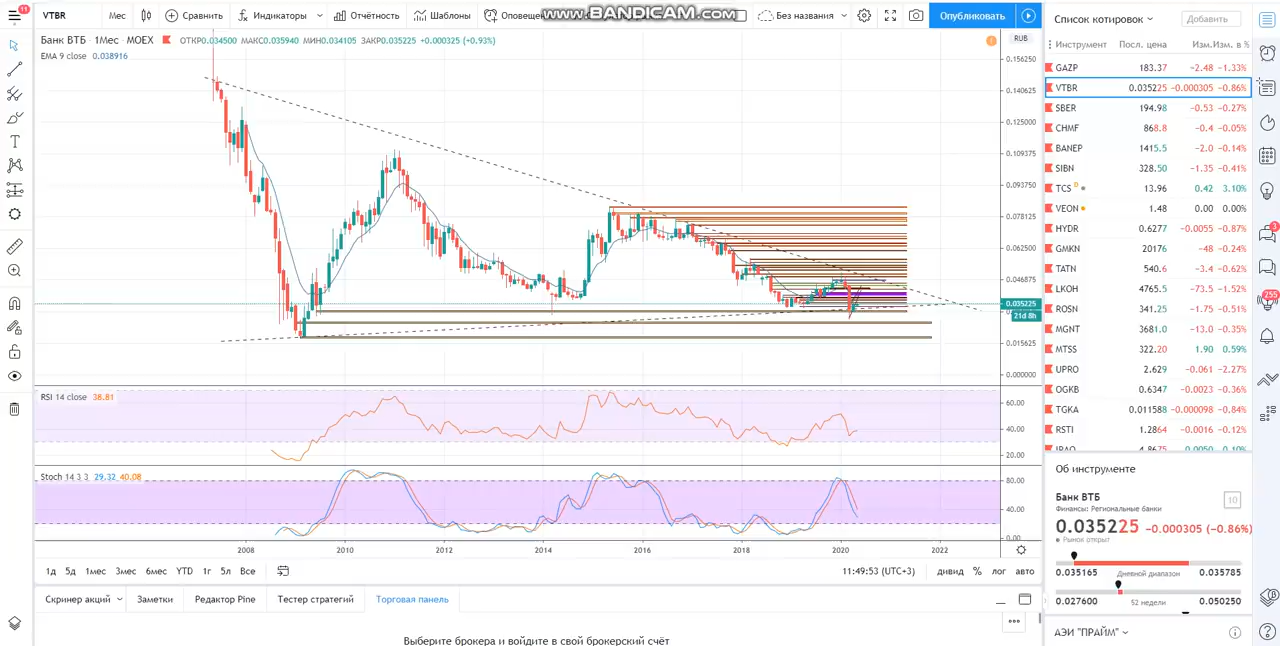 11
VTBR
Мес
Сравнить
Индикаторы
Отчётность
Шаблоны
Оповещен
www.BANDICAM.com
Без названия
Опубликовать
Банк ВТБ · 1Мес · MOEX ОТКР0.034500 МАКС0.035940 МИН0.034105 ЗАКР0.035225 +0.000325 (+0.93%)
EMA 9 close 0.038916
RUB
0.156250
0.140625
0.125000
0.109375
0.093750
0.078125
0.062500
0.046875
0.035225
21d 8h
0.015625
0.000000
RSI 14 close 38.81
60.00
40.00
20.00
Stoch 14 3 3 29.32 40.08
80.00
40.00
0.00
2008 2010 2012 2014 2016 2018 2020 2022
1д 5д 1мес 3мес 6мес YTD 1г 5л Все
11:49:53 (UTC+3) дивид % лог авто
Скринер акций Заметки Редактор Pine Тестер стратегий Торговая панель
Выберите брокера и войдите в свой брокерский счёт
Список котировок
Добавить
Инструмент Посл. цена Изм. Изм. в %
GAZP 183.37 −2.48 −1.33%
VTBR 0.035225 −0.000305 −0.86%
SBER 194.98 −0.53 −0.27%
CHMF 868.8 −0.4 −0.05%
BANEP 1415.5 −2.0 −0.14%
SIBN 328.50 −1.35 −0.41%
TCS D 13.96 0.42 3.10%
VEON 1.48 0.00 0.00%
HYDR 0.6277 −0.0055 −0.87%
GMKN 20176 −48 −0.24%
TATN 540.6 −3.4 −0.62%
LKOH 4765.5 −73.5 −1.52%
ROSN 341.25 −1.75 −0.51%
MGNT 3681.0 −13.0 −0.35%
MTSS 322.20 1.90 0.59%
UPRO 2.629 −0.061 −2.27%
OGKB 0.6347 −0.0023 −0.36%
TGKA 0.011588 −0.000098 −0.84%
RSTI 1.2864 −0.0016 −0.12%
IRAO 4.8675 0.0050 0.10%
Об инструменте
Банк ВТБ
Финансы: Региональные банки
10
0.035225 −0.000305 (−0.86%)
Рынок открыт
0.035165 Дневной диапазон 0.035785
0.027600 52 недели 0.050250
АЭИ "ПРАЙМ"
3
255
8